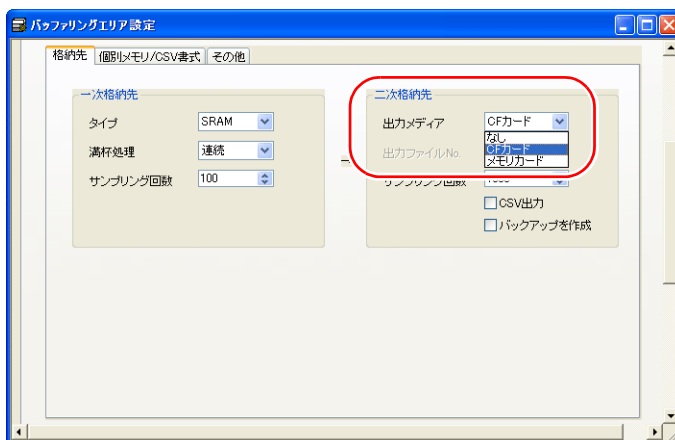 バッファリングエリア設定
格納先 個別メモリ/CSV書式 その他
一次格納先
タイプ SRAM
満杯処理 連続
サンプリング回数 100
二次格納先
出力メディア CFカード
なし
CFカード
メモリカード
出力ファイルNo.
サンプリング回数
CSV出力
バックアップを作成